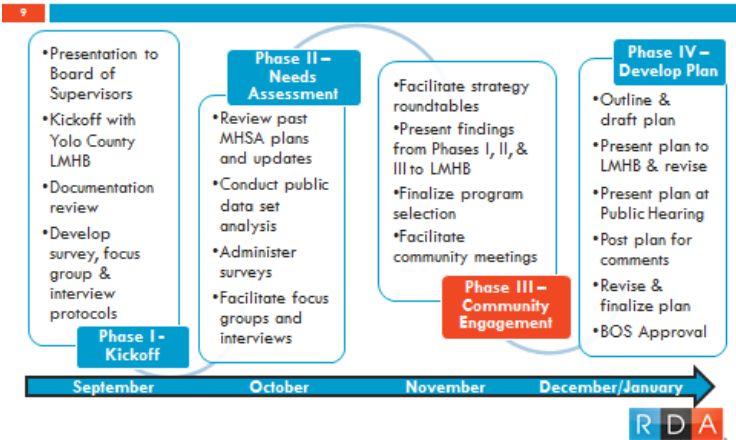 9
•Presentation to
Board of
Supervisors
•Kickoff with
Yolo County
LMHB
•Documentation
review
•Develop
survey, focus
group &
interview
protocols
Phase I-
Kickoff
Phase II–
Needs
Assessment
•Review past
MHSA plans
and updates
•Conduct public
data set
analysis
•Administer
surveys
•Facilitate focus
groups and
interviews
•Facilitate strategy
roundtables
•Present findings
from Phases I, II, &
III to LMHB
•Finalize program
selection
•Facilitate
community meetings
Phase III–
Community
Engagement
Phase IV–
Develop Plan
•Outline &
draft plan
•Present plan to
LMHB & revise
•Present plan at
Public Hearing
•Post plan for
comments
•Revise &
finalize plan
•BOS Approval
September October November December/January
RDA